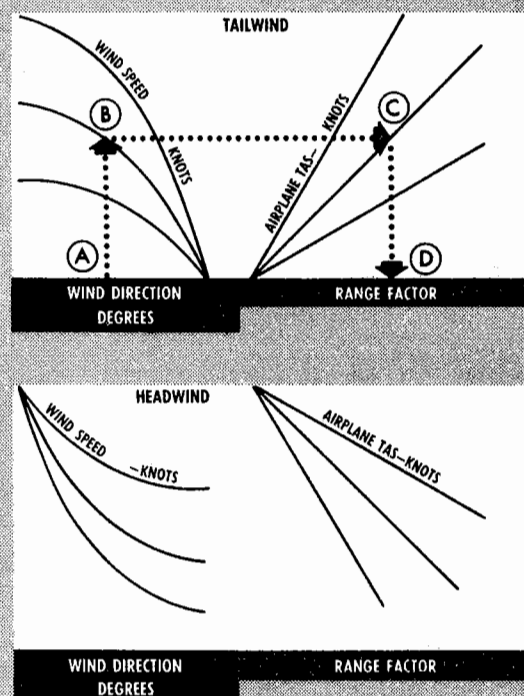 TAILWIND
WIND SPEED
KNOTS
AIRPLANE TAS—
KNOTS
A
B
C
D
WIND DIRECTION
DEGREES
RANGE FACTOR
HEADWIND
WIND SPEED
—KNOTS
AIRPLANE TAS—KNOTS
WIND DIRECTION
DEGREES
RANGE FACTOR